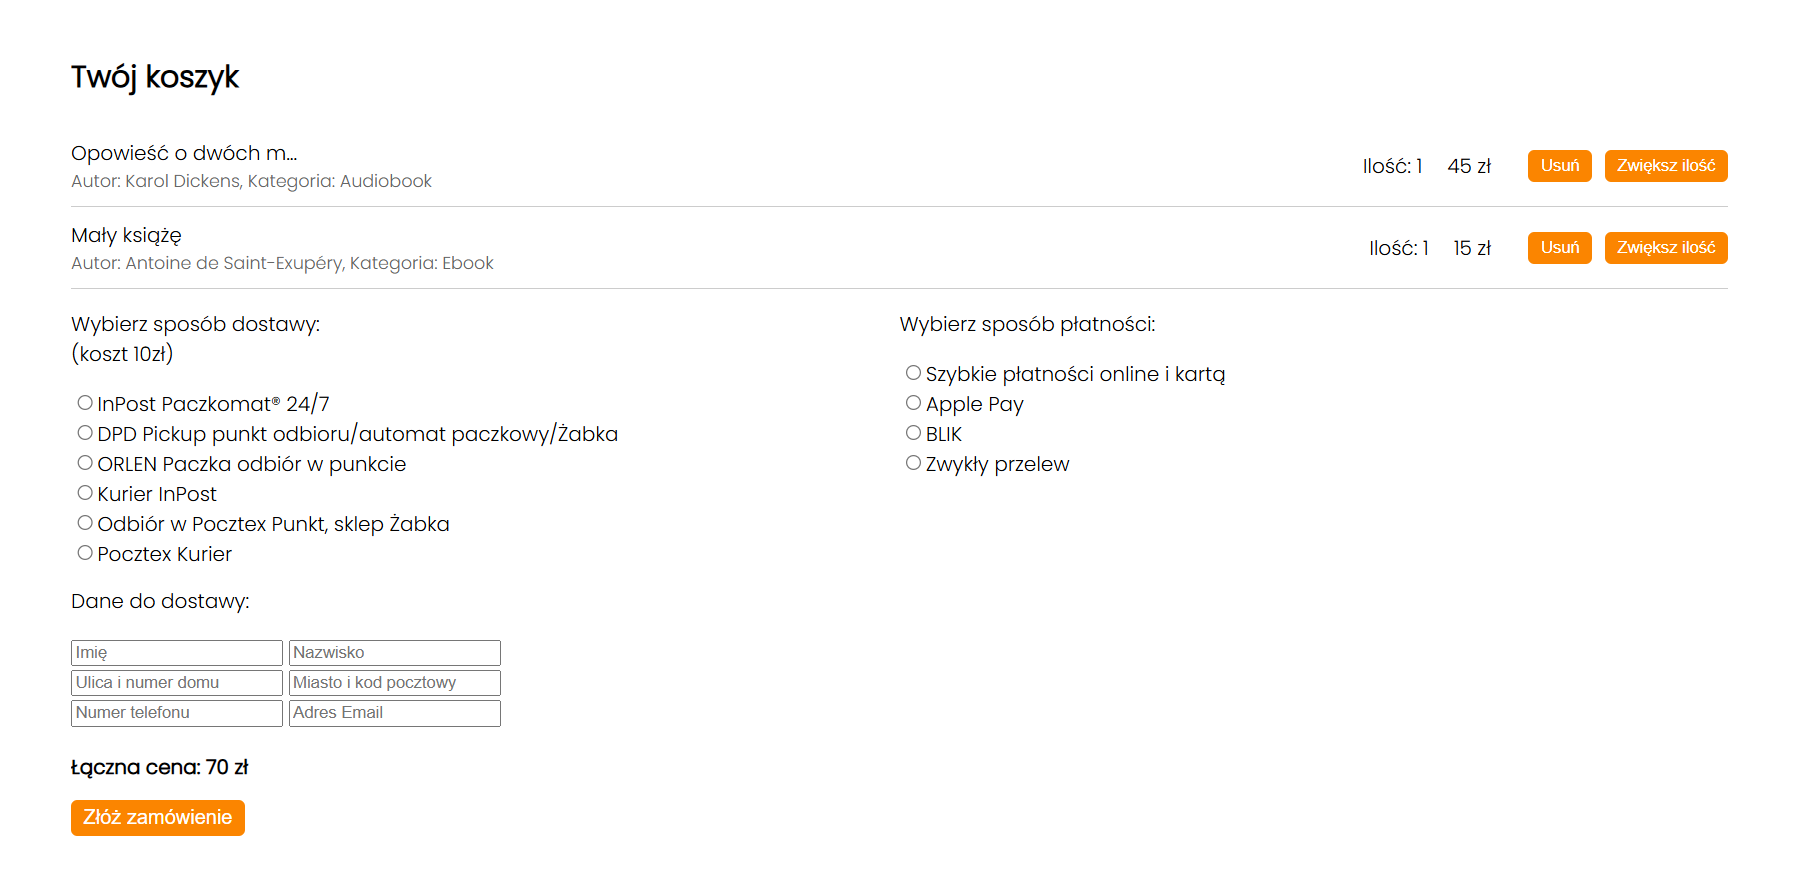 Twój koszyk
Opowieść o dwóch m...
Autor: Karol Dickens, Kategoria: Audiobook
Ilość: 1 45 zł Usuń Zwiększ ilość
Mały książę
Autor: Antoine de Saint-Exupéry, Kategoria: Ebook
Ilość: 1 15 zł Usuń Zwiększ ilość
Wybierz sposób dostawy:
(koszt 10zł)
InPost Paczkomat® 24/7
DPD Pickup punkt odbioru/automat paczkowy/Żabka
ORLEN Paczka odbiór w punkcie
Kurier InPost
Odbiór w Pocztex Punkt, sklep Żabka
Pocztex Kurier
Wybierz sposób płatności:
Szybkie płatności online i kartą
Apple Pay
BLIK
Zwykły przelew
Dane do dostawy:
Imię Nazwisko
Ulica i numer domu Miasto i kod pocztowy
Numer telefonu Adres Email
Łączna cena: 70 zł
Złóż zamówienie